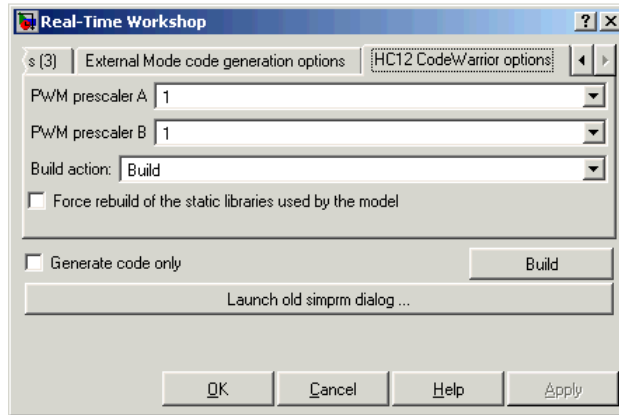 Real-Time Workshop
s (3) External Mode code generation options HC12 CodeWarrior options
PWM prescaler A 1
PWM prescaler B 1
Build action: Build
Force rebuild of the static libraries used by the model
Generate code only Build
Launch old simprm dialog ...
OK Cancel Help Apply